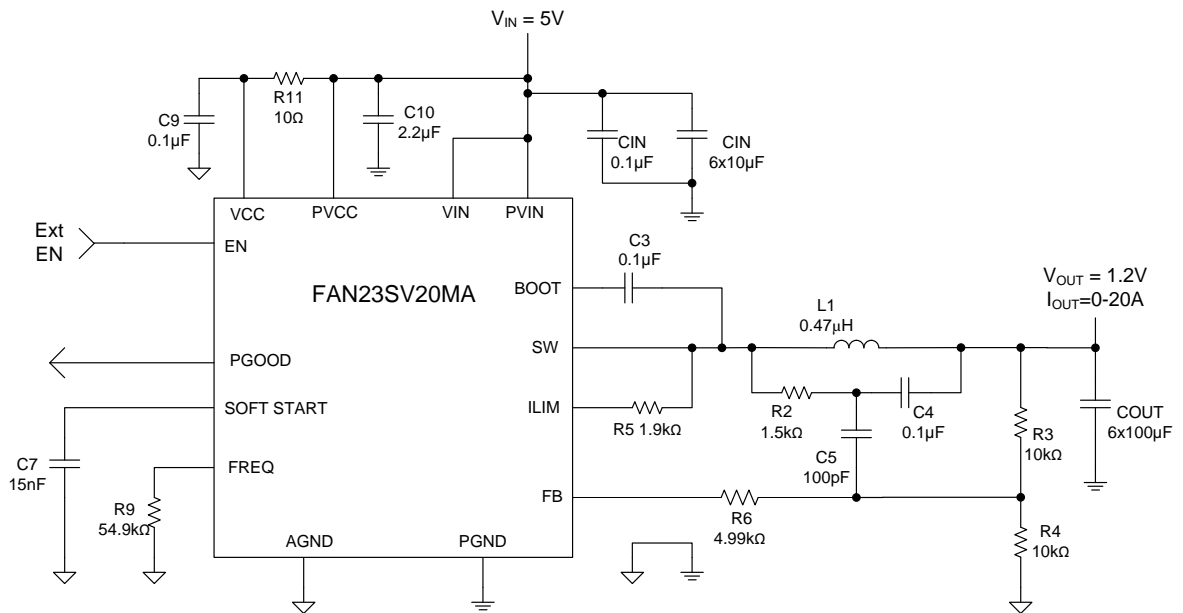 VIN = 5V
R11
10Ω
C9
0.1µF
C10
2.2µF
CIN
0.1µF
CIN
6x10µF
VCC
PVCC
VIN
PVIN
Ext
EN
EN
FAN23SV20MA
C3
0.1µF
BOOT
VOUT = 1.2V
IOUT=0-20A
L1
0.47µH
SW
PGOOD
SOFT START
ILIM
R5 1.9kΩ
R2
1.5kΩ
C4
0.1µF
C5
100pF
R3
10kΩ
COUT
6x100µF
C7
15nF
FREQ
R9
54.9kΩ
FB
R6
4.99kΩ
R4
10kΩ
AGND
PGND